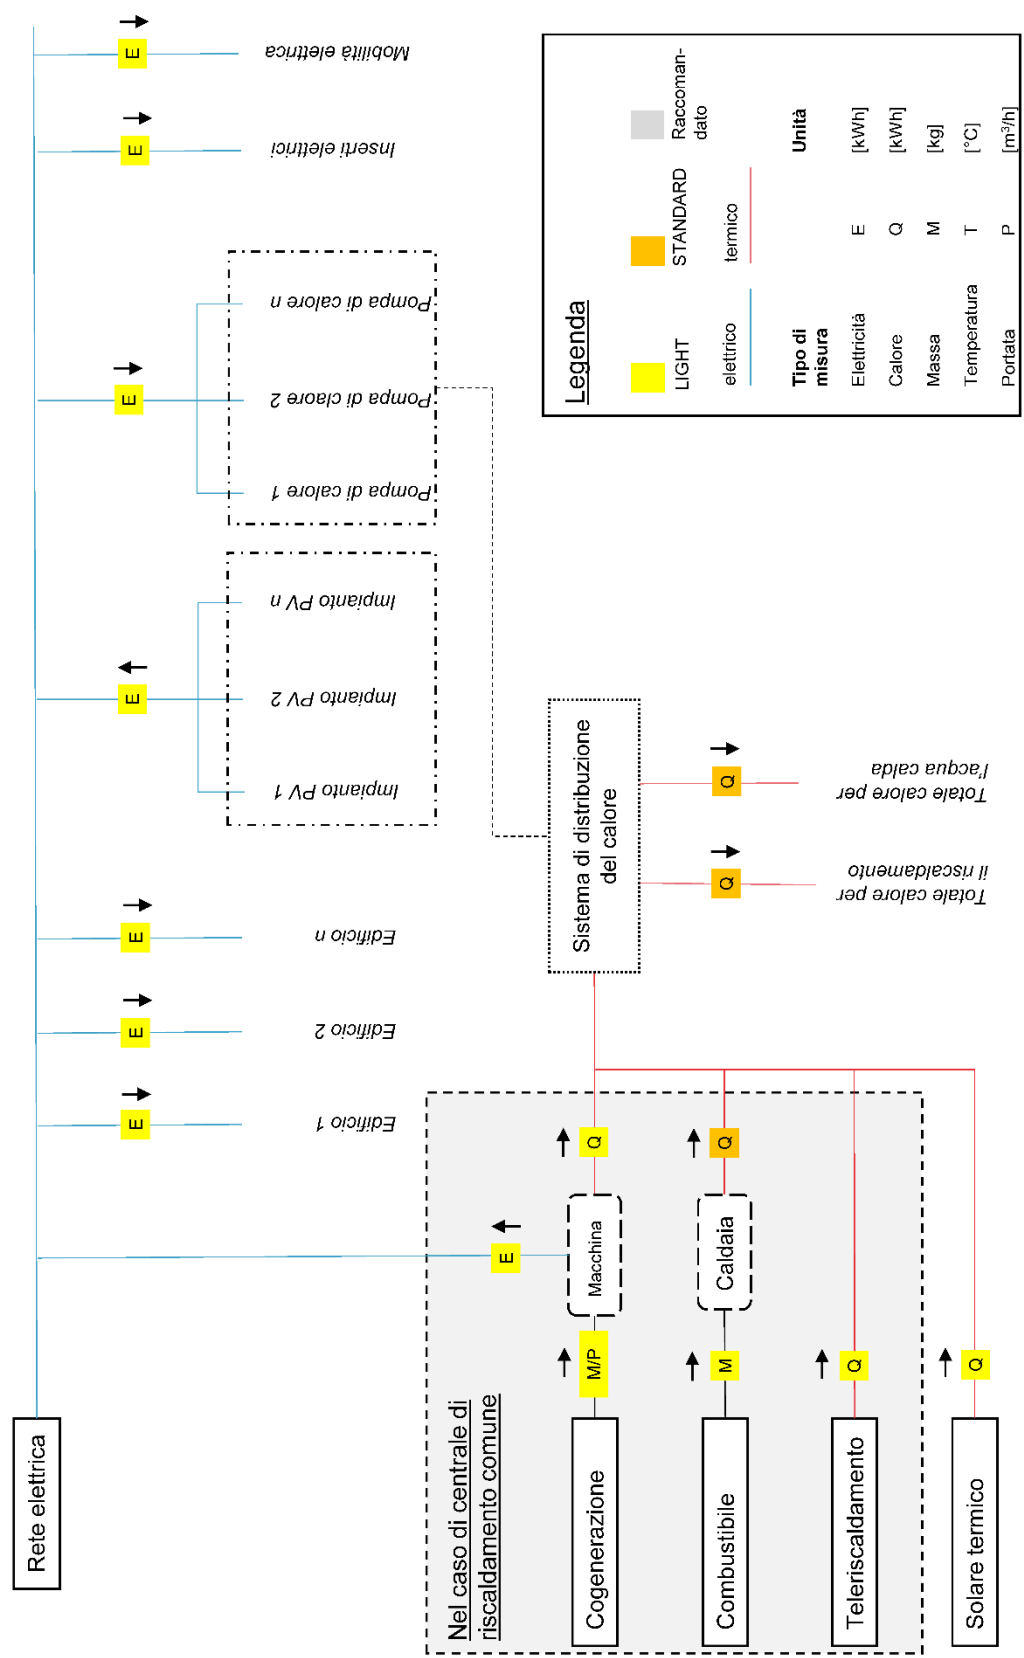 Rete elettrica
E
Edificio 1
E
Edificio 2
E
Edificio n
E
Impianto PV 1
Impianto PV 2
Impianto PV n
E
Pompa di calore 1
Pompa di claore 2
Pompa di calore n
E
Inserti elettrici
E
Mobilità elettrica
E
Nel caso di centrale di
riscaldamento comune
Cogenerazione
M/P
Macchina
Q
Combustibile
M
Caldaia
Q
Teleriscaldamento
Q
Solare termico
Q
Sistema di distribuzione
del calore
Q
Totale calore per
il riscaldamento
Q
Totale calore per
l'acqua calda
Legenda
LIGHT
STANDARD
Raccoman-
dato
elettrico
termico
Tipo di
misura
Unità
Elettricità E [kWh]
Calore Q [kWh]
Massa M [kg]
Temperatura T [°C]
Portata P [m³/h]